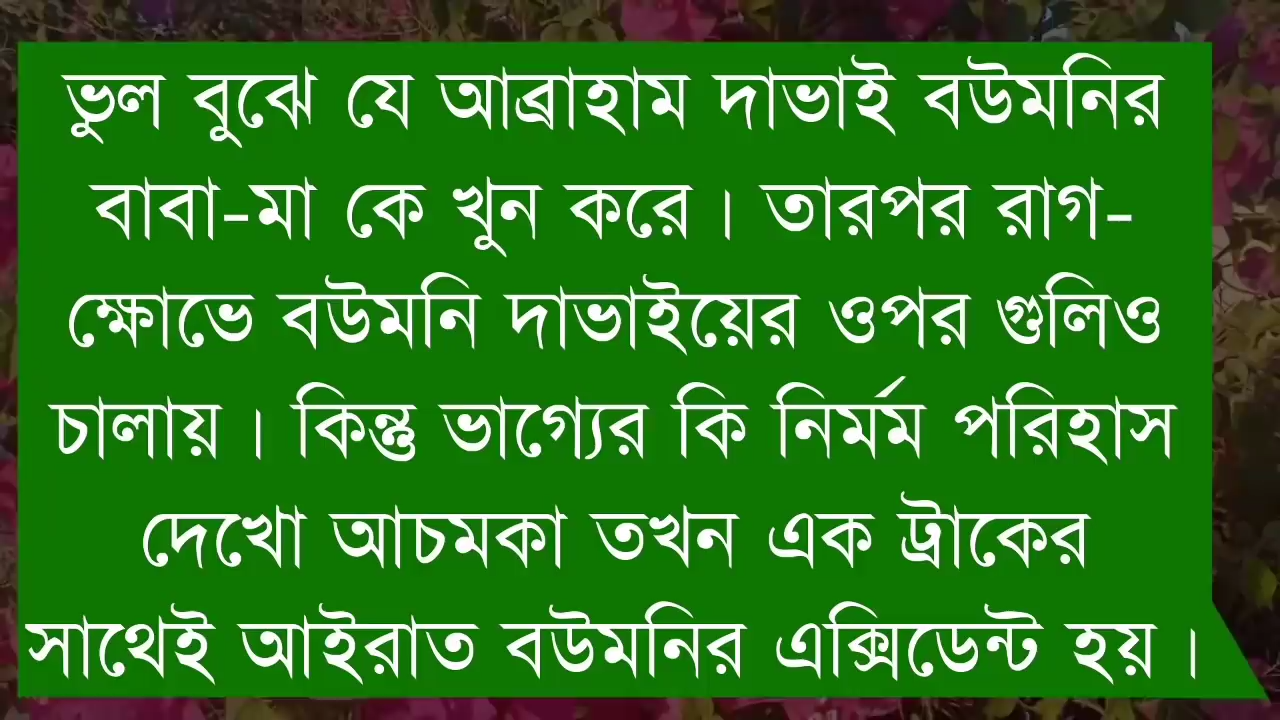 ভুল বুঝে যে আব্রাহাম দাভাই বউমনির
বাবা-মা কে খুন করে। তারপর রাগ-
ক্ষোভে বউমনি দাভাইয়ের ওপর গুলিও
চালায়। কিন্তু ভাগ্যের কি নির্মম পরিহাস
দেখো আচমকা তখন এক ট্রাকের
সাথেই আইরাত বউমনির এক্সিডেন্ট হয়।